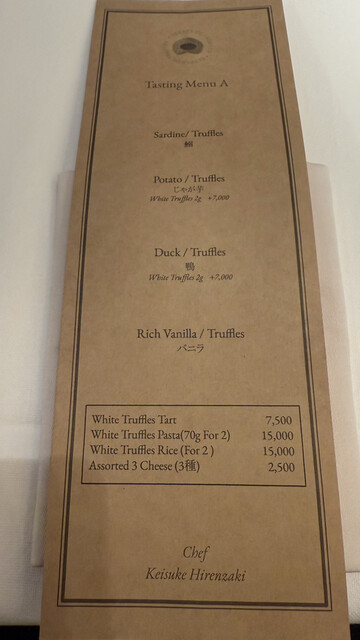 Tasting Menu A
Sardine/ Truffles
鰯
Potato / Truffles
じゃが芋
White Truffles 2g +7,000
Duck / Truffles
鴨
White Truffles 2g +7,000
Rich Vanilla / Truffles
バニラ
White Truffles Tart 7,500
White Truffles Pasta(70g For 2) 15,000
White Truffles Rice (For 2 ) 15,000
Assorted 3 Cheese (3種) 2,500
Chef
Keisuke Hirenzaki